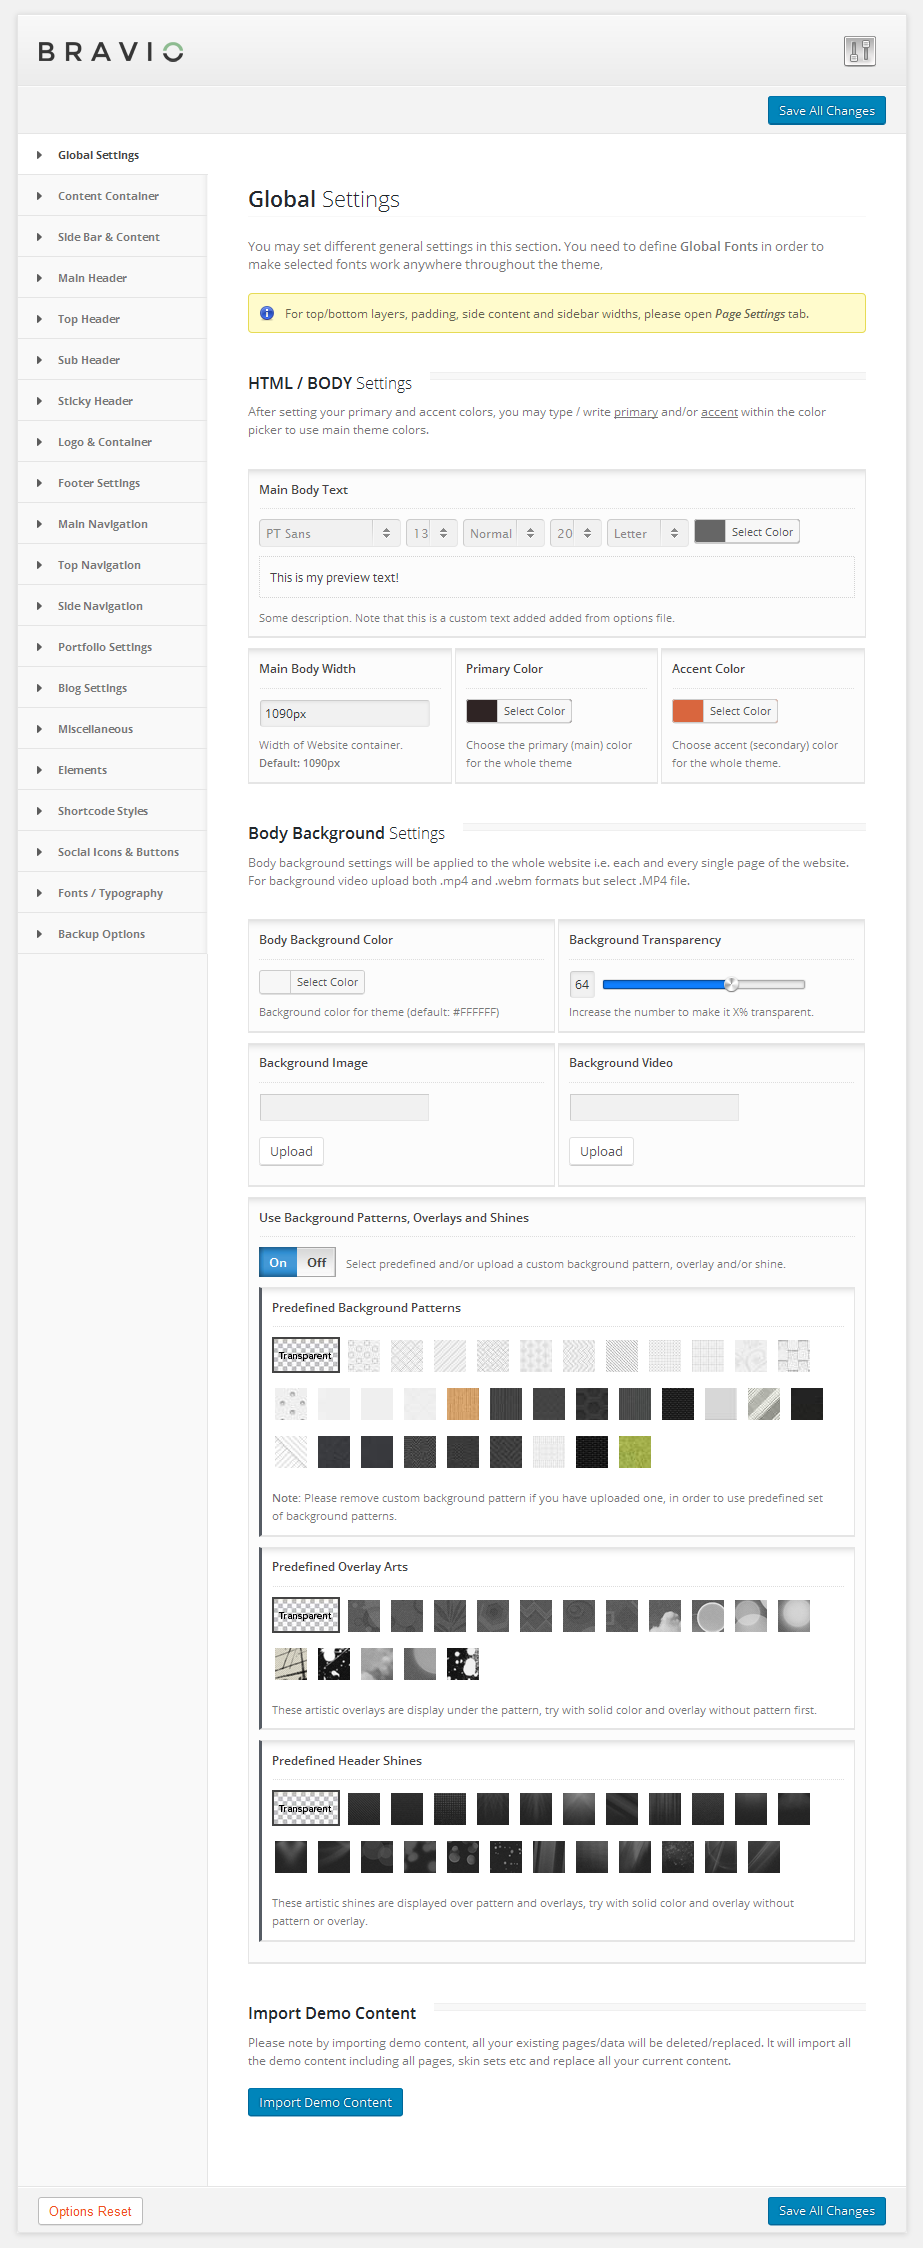 BRAVIO
Save All Changes
Global Settings
Content Container
Side Bar & Content
Main Header
Top Header
Sub Header
Sticky Header
Logo & Container
Footer Settings
Main Navigation
Top Navigation
Side Navigation
Portfolio Settings
Blog Settings
Miscellaneous
Elements
Shortcode Styles
Social Icons & Buttons
Fonts / Typography
Backup Options
Global Settings
You may set different general settings in this section. You need to define Global Fonts in order to
make selected fonts work anywhere throughout the theme,
For top/bottom layers, padding, side content and sidebar widths, please open Page Settings tab.
HTML / BODY Settings
After setting your primary and accent colors, you may type / write primary and/or accent within the color
picker to use main theme colors.
Main Body Text
PT Sans 13 Normal 20 Letter Select Color
This is my preview text!
Some description. Note that this is a custom text added added from options file.
Main Body Width
1090px
Width of Website container.
Default: 1090px
Primary Color
Select Color
Choose the primary (main) color
for the whole theme
Accent Color
Select Color
Choose accent (secondary) color
for the whole theme.
Body Background Settings
Body background settings will be applied to the whole website i.e. each and every single page of the website.
For background video upload both .mp4 and .webm formats but select .MP4 file.
Body Background Color
Select Color
Background color for theme (default: #FFFFFF)
Background Transparency
64
Increase the number to make it X% transparent.
Background Image
Upload
Background Video
Upload
Use Background Patterns, Overlays and Shines
On Off Select predefined and/or upload a custom background pattern, overlay and/or shine.
Predefined Background Patterns
Transparent
Note: Please remove custom background pattern if you have uploaded one, in order to use predefined set
of background patterns.
Predefined Overlay Arts
Transparent
These artistic overlays are display under the pattern, try with solid color and overlay without pattern first.
Predefined Header Shines
Transparent
These artistic shines are displayed over pattern and overlays, try with solid color and overlay without
pattern or overlay.
Import Demo Content
Please note by importing demo content, all your existing pages/data will be deleted/replaced. It will import all
the demo content including all pages, skin sets etc and replace all your current content.
Import Demo Content
Options Reset
Save All Changes